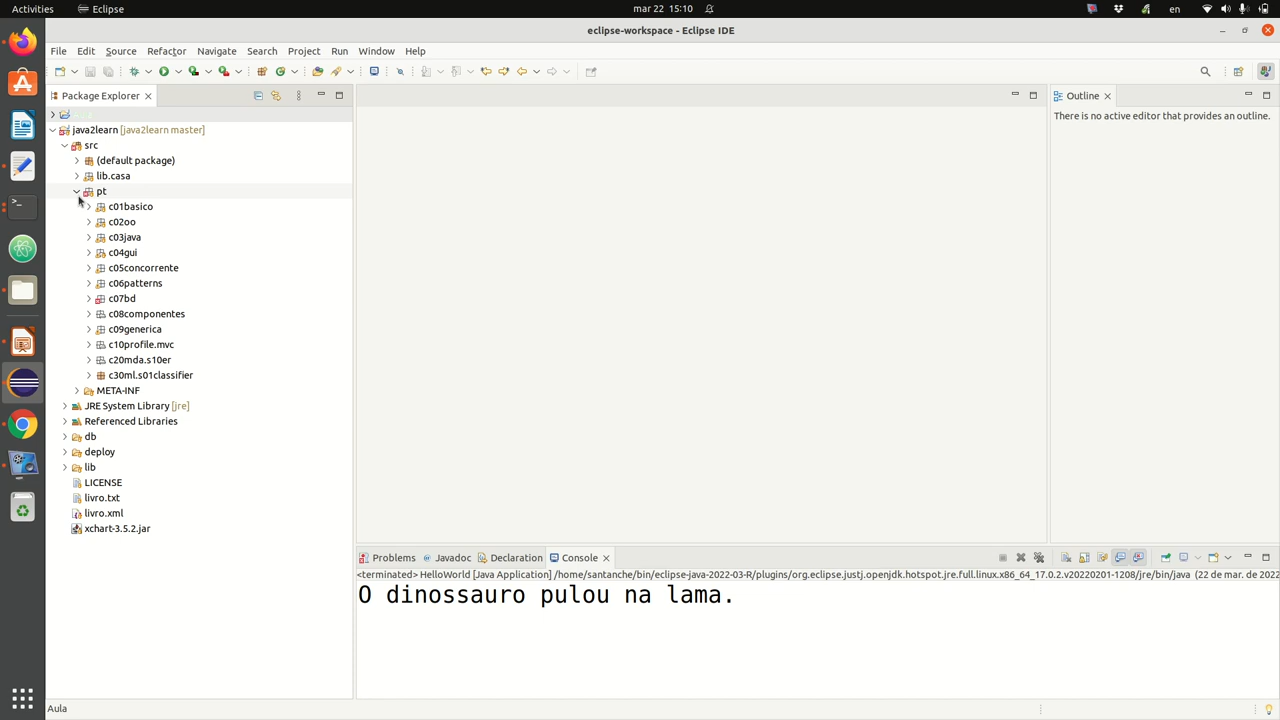 Activities Eclipse mar 22 15:10 en
eclipse-workspace - Eclipse IDE
File Edit Source Refactor Navigate Search Project Run Window Help
Package Explorer
java2learn [java2learn master]
src
(default package)
lib.casa
pt
c01basico
c02oo
c03java
c04gui
c05concorrente
c06patterns
c07bd
c08componentes
c09generica
c10profile.mvc
c20mda.s10er
c30ml.s01classifier
META-INF
JRE System Library [jre]
Referenced Libraries
db
deploy
lib
LICENSE
livro.txt
livro.xml
xchart-3.5.2.jar
Outline
There is no active editor that provides an outline.
Problems Javadoc Declaration Console
<terminated> HelloWorld [Java Application] /home/santanche/bin/eclipse-java-2022-03-R/plugins/org.eclipse.justj.openjdk.hotspot.jre.full.linux.x86_64_17.0.2.v20220201-1208/jre/bin/java (22 de mar. de 2022
O dinossauro pulou na lama.
Aula